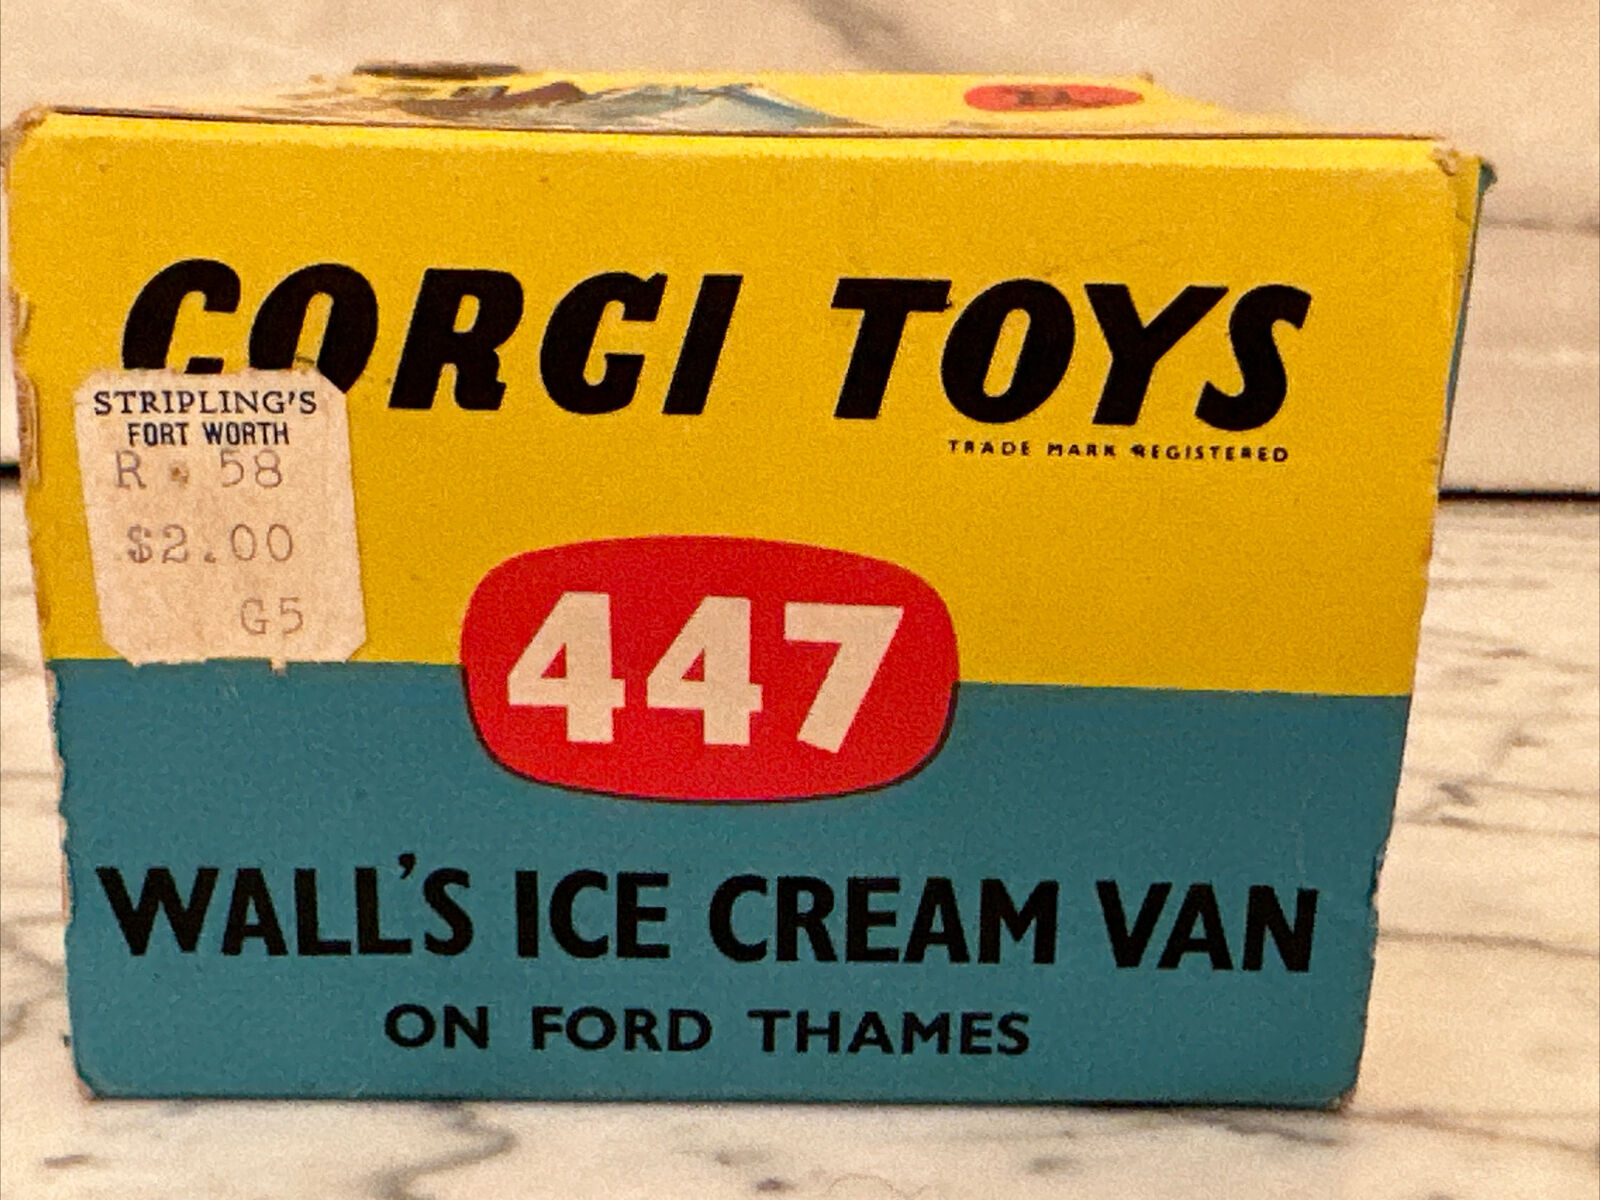 CORGI TOYS
TRADE MARK REGISTERED
STRIPLING'S
FORT WORTH
R 58
$2.00
G5
447
WALL'S ICE CREAM VAN
ON FORD THAMES